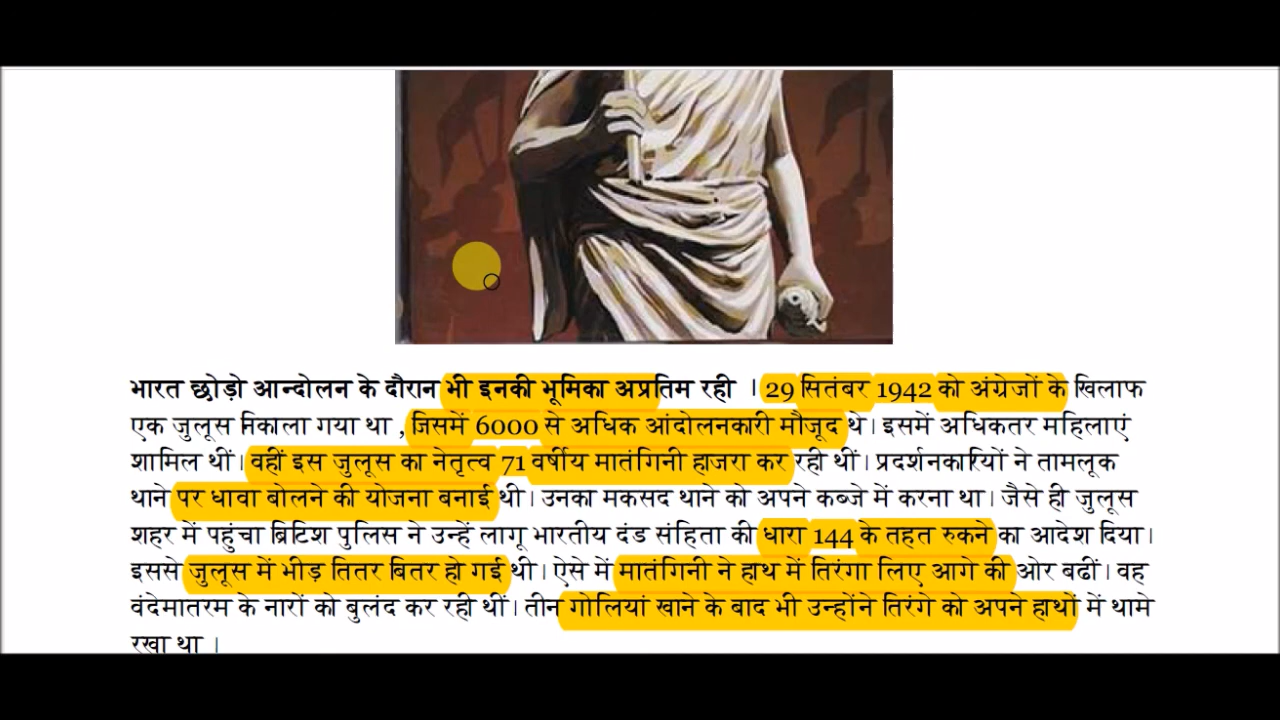 भारत छोड़ो आन्दोलन के दौरान भी इनकी भूमिका अप्रतिम रही । 29 सितंबर 1942 को अंग्रेजों के खिलाफ
एक जुलूस निकाला गया था , जिसमें 6000 से अधिक आंदोलनकारी मौजूद थे। इसमें अधिकतर महिलाएं
शामिल थीं। वहीं इस जुलूस का नेतृत्व 71 वर्षीय मातंगिनी हाजरा कर रही थीं। प्रदर्शनकारियों ने तामलूक
थाने पर धावा बोलने की योजना बनाई थी। उनका मकसद थाने को अपने कब्जे में करना था। जैसे ही जुलूस
शहर में पहुंचा ब्रिटिश पुलिस ने उन्हें लागू भारतीय दंड संहिता की धारा 144 के तहत रुकने का आदेश दिया।
इससे जुलूस में भीड़ तितर बितर हो गई थी। ऐसे में मातंगिनी ने हाथ में तिरंगा लिए आगे की ओर बढीं। वह
वंदेमातरम के नारों को बुलंद कर रही थीं। तीन गोलियां खाने के बाद भी उन्होंने तिरंगे को अपने हाथों में थामे
रखा था ।